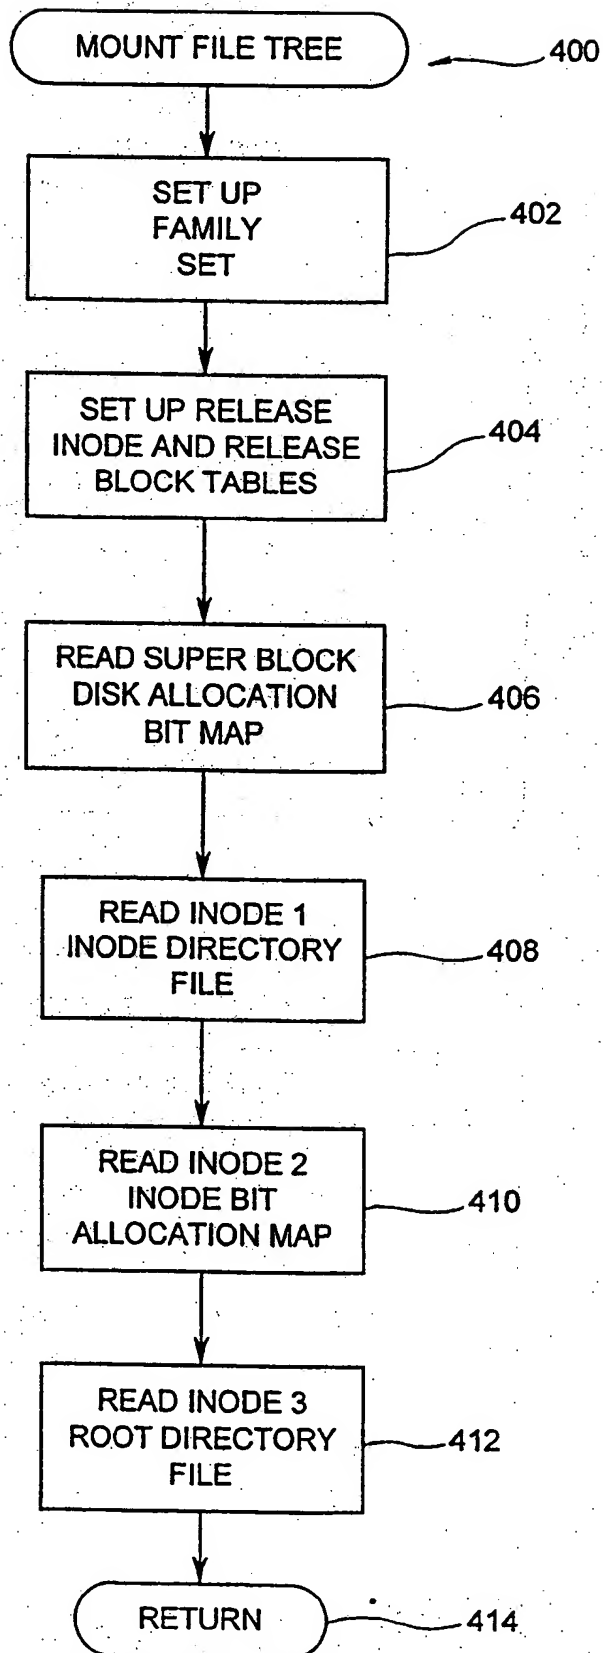 MOUNT FILE TREE
400
SET UP
FAMILY
SET
402
SET UP RELEASE
INODE AND RELEASE
BLOCK TABLES
404
READ SUPER BLOCK
DISK ALLOCATION
BIT MAP
406
READ INODE 1
INODE DIRECTORY
FILE
408
READ INODE 2
INODE BIT
ALLOCATION MAP
410
READ INODE 3
ROOT DIRECTORY
FILE
412
RETURN
414